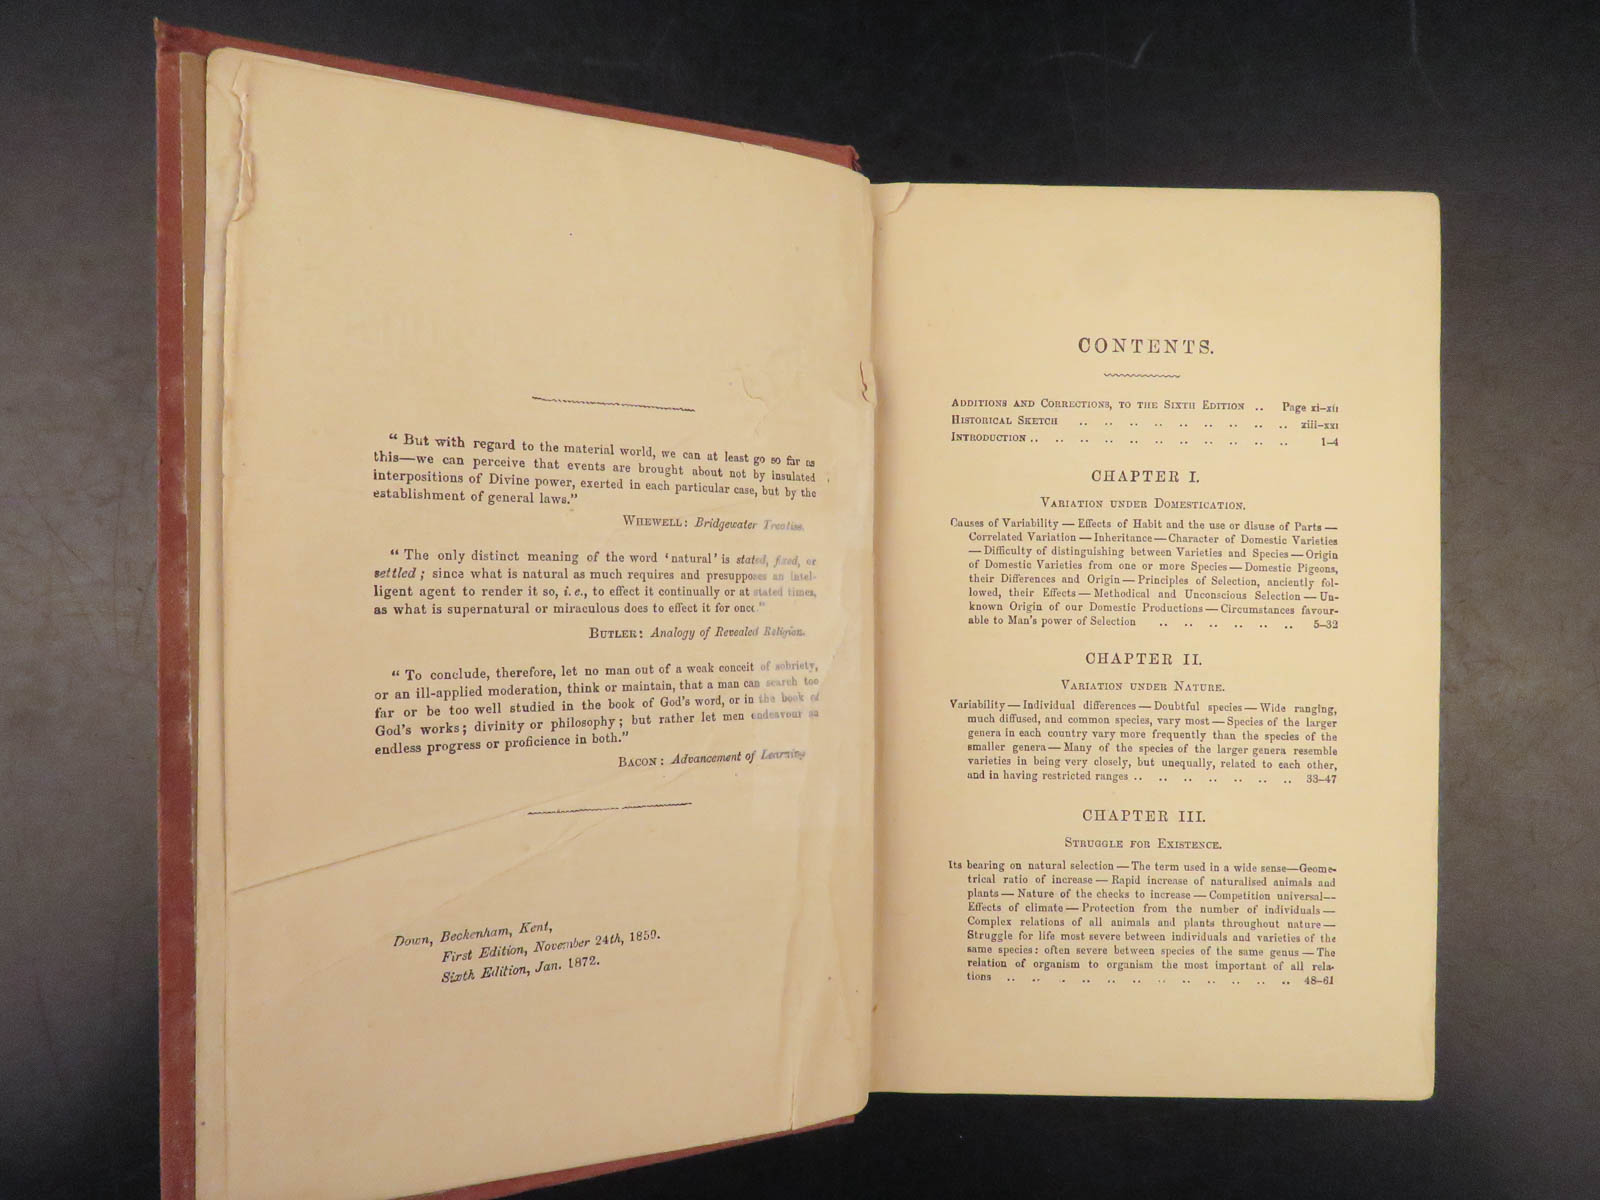 “ But with regard to the material world, we can at least go so far as
this—we can perceive that events are brought about not by insulated
interpositions of Divine power, exerted in each particular case, but by the
establishment of general laws.”
WHEWELL: Bridgewater Treatise.
“ The only distinct meaning of the word ‘natural’ is stated, fixed, or
settled ; since what is natural as much requires and presupposes an intel-
ligent agent to render it so, i.e., to effect it continually or at stated times,
as what is supernatural or miraculous does to effect it for once.”
BUTLER: Analogy of Revealed Religion.
“ To conclude, therefore, let no man out of a weak conceit of sobriety,
or an ill-applied moderation, think or maintain, that a man can search too
far or be too well studied in the book of God’s word, or in the book of
God’s works ; divinity or philosophy ; but rather let men endeavour an
endless progress or proficience in both.”
BACON: Advancement of Learning
Down, Beckenham, Kent,
First Edition, November 24th, 1859.
Sixth Edition, Jan. 1872.
CONTENTS.
ADDITIONS AND CORRECTIONS, TO THE SIXTH EDITION .. Page xi-xii
HISTORICAL SKETCH .. .. .. .. .. .. .. .. .. xiii-xxi
INTRODUCTION .. .. .. .. .. .. .. .. .. .. .. 1-4
CHAPTER I.
VARIATION UNDER DOMESTICATION.
Causes of Variability — Effects of Habit and the use or disuse of Parts —
Correlated Variation — Inheritance — Character of Domestic Varieties
— Difficulty of distinguishing between Varieties and Species — Origin
of Domestic Varieties from one or more Species — Domestic Pigeons,
their Differences and Origin — Principles of Selection, anciently fol-
lowed, their Effects — Methodical and Unconscious Selection — Un-
known Origin of our Domestic Productions — Circumstances favour-
able to Man’s power of Selection .. .. .. .. .. .. 5-32
CHAPTER II.
VARIATION UNDER NATURE.
Variability — Individual differences — Doubtful species — Wide ranging,
much diffused, and common species, vary most — Species of the larger
genera in each country vary more frequently than the species of the
smaller genera — Many of the species of the larger genera resemble
varieties in being very closely, but unequally, related to each other,
and in having restricted ranges .. .. .. .. .. .. .. 33-47
CHAPTER III.
STRUGGLE FOR EXISTENCE.
Its bearing on natural selection — The term used in a wide sense—Geome-
trical ratio of increase — Rapid increase of naturalised animals and
plants — Nature of the checks to increase — Competition universal—
Effects of climate — Protection from the number of individuals —
Complex relations of all animals and plants throughout nature —
Struggle for life most severe between individuals and varieties of the
same species: often severe between species of the same genus — The
relation of organism to organism the most important of all rela-
tions .. .. .. .. .. .. .. .. .. .. .. .. 48-61